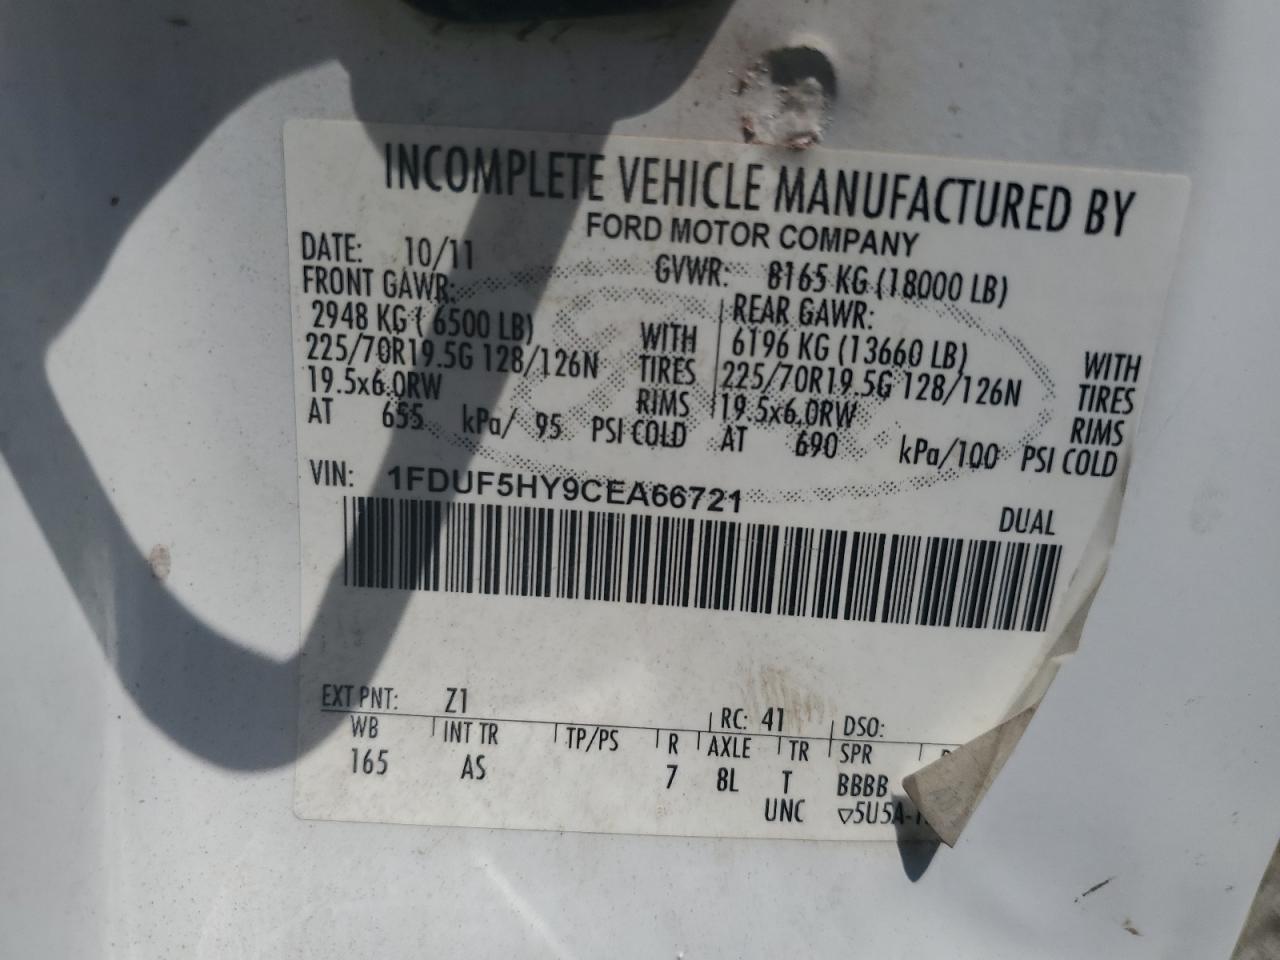 INCOMPLETE VEHICLE MANUFACTURED BY
FORD MOTOR COMPANY
DATE: 10/11 GVWR: 8165 KG (18000 LB)
FRONT GAWR: REAR GAWR:
2948 KG ( 6500 LB) WITH 6196 KG (13660 LB) WITH
225/70R19.5G 128/126N TIRES 225/70R19.5G 128/126N TIRES
19.5x6.0RW RIMS 19.5x6.0RW RIMS
AT 655 kPa/ 95 PSI COLD AT 690 kPa/100 PSI COLD
VIN: 1FDUF5HY9CEA66721
DUAL
EXT PNT: Z1 RC: 41 DSO:
WB INT TR TP/PS R AXLE TR SPR
165 AS 7 8L T BBBB
UNC ▽5U5A-